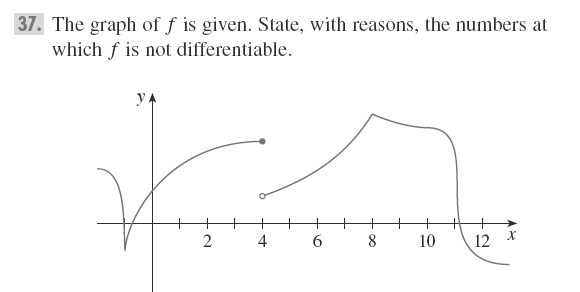 37. The graph of f is given. State, with reasons, the numbers at
which f is not differentiable.
y
2 4 6 8 10 12 x